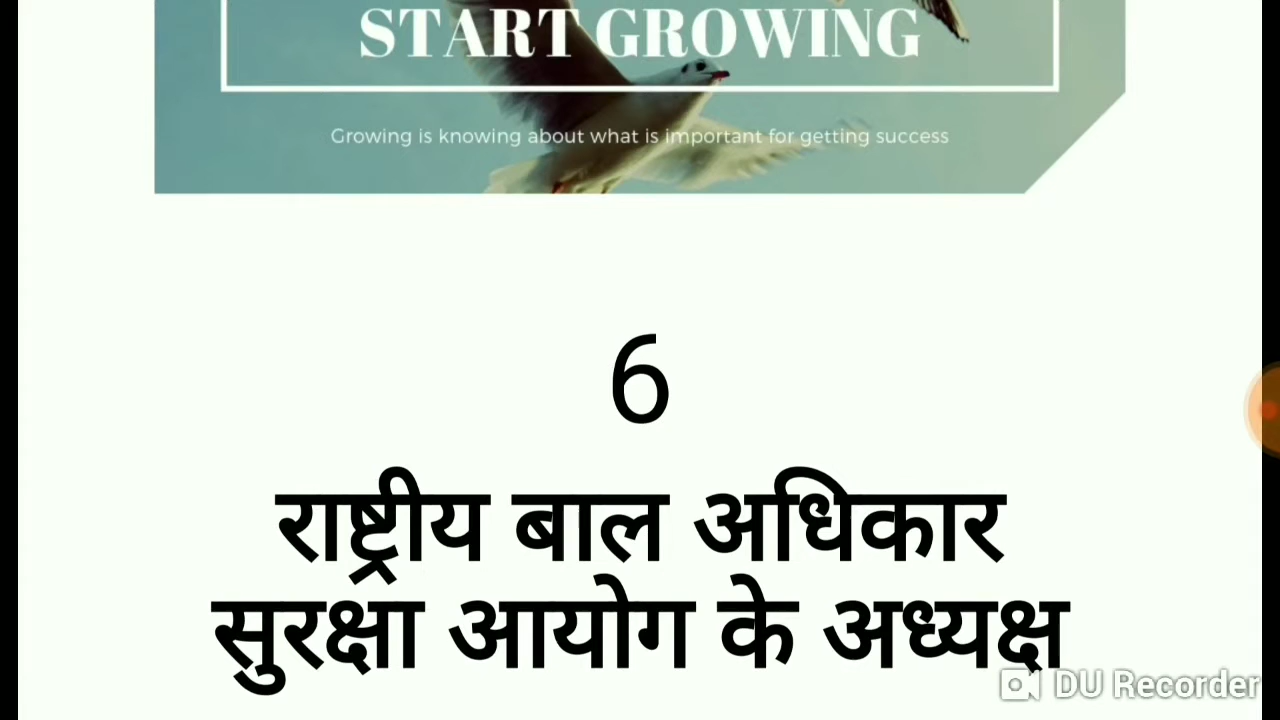 START GROWING
Growing is knowing about what is important for getting success
6
राष्ट्रीय बाल अधिकार
सुरक्षा आयोग के अध्यक्ष
DU Recorder